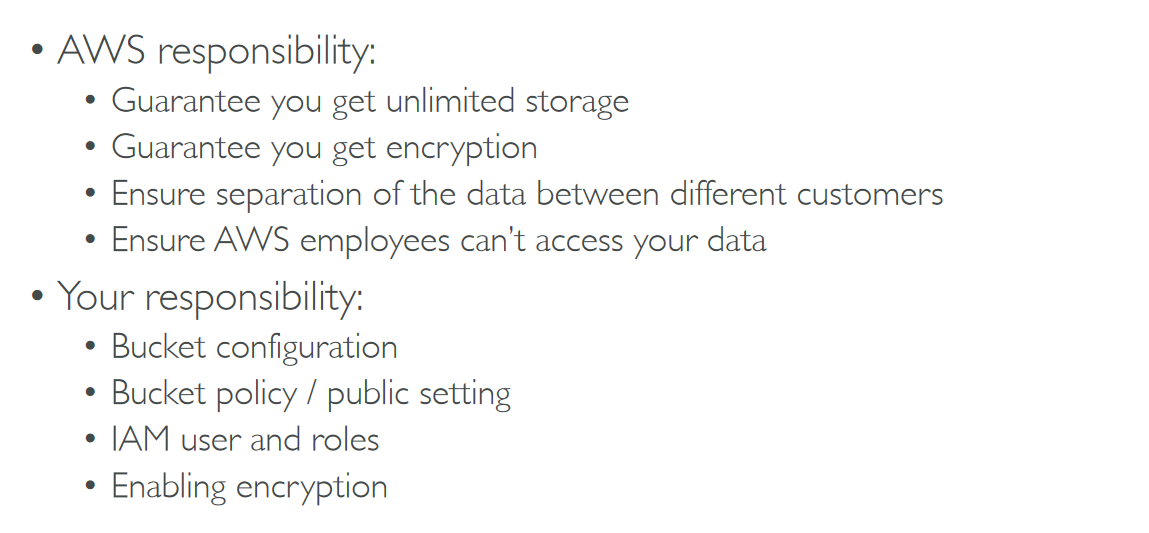 • AWS responsibility:
• Guarantee you get unlimited storage
• Guarantee you get encryption
• Ensure separation of the data between different customers
• Ensure AWS employees can’t access your data
• Your responsibility:
• Bucket configuration
• Bucket policy / public setting
• IAM user and roles
• Enabling encryption